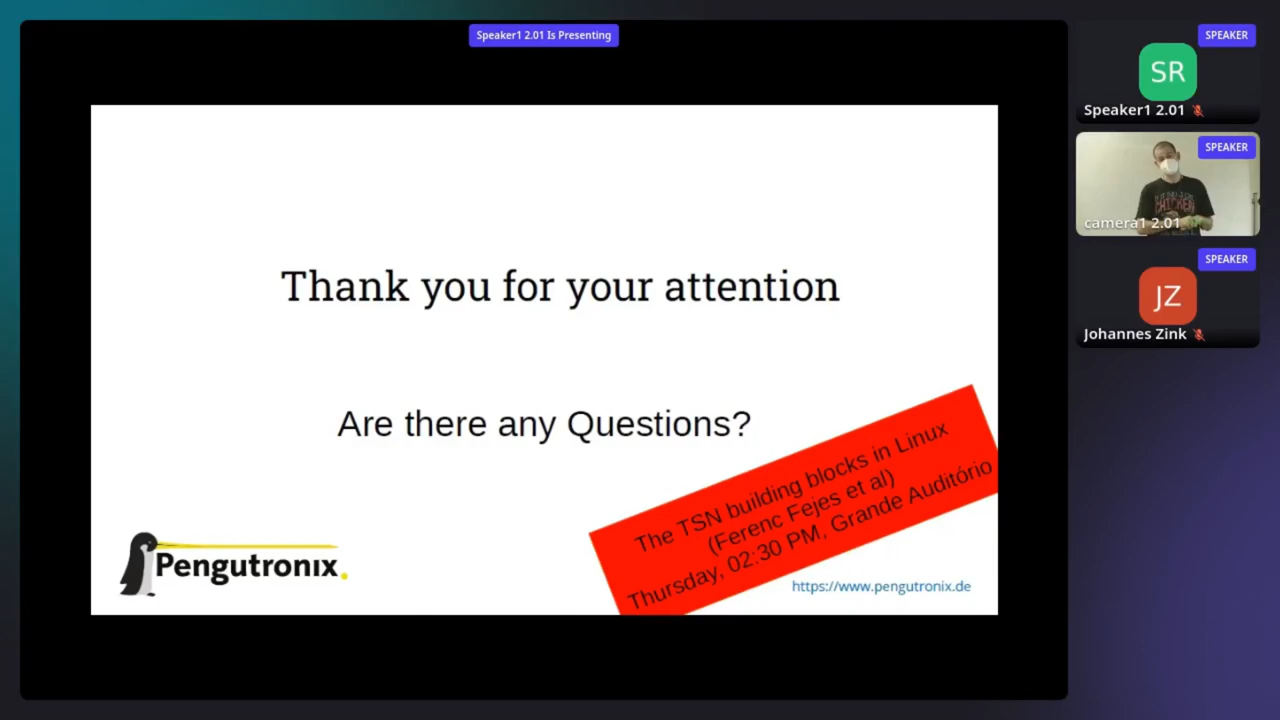 Speaker1 2.01 Is Presenting
Thank you for your attention
Are there any Questions?
The TSN building blocks in Linux
(Ferenc Fejes et al)
Thursday, 02:30 PM, Grande Auditório
Pengutronix.
https://www.pengutronix.de
SPEAKER
SR
Speaker1 2.01
SPEAKER
CHICKEN
camera1 2.01
SPEAKER
JZ
Johannes Zink